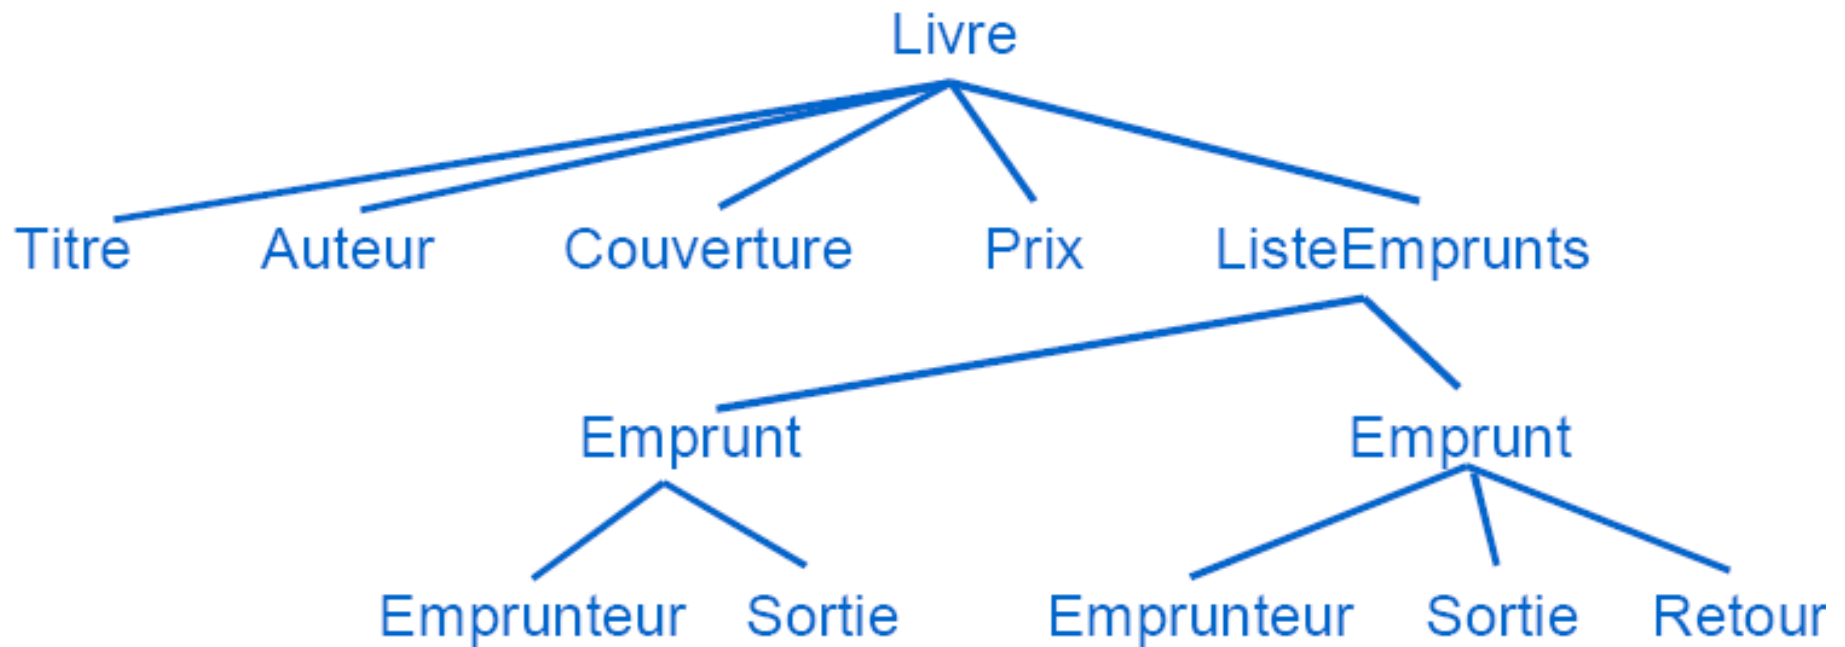 Livre
Titre Auteur Couverture Prix ListeEmprunts
Emprunt Emprunt
Emprunteur Sortie Emprunteur Sortie Retour